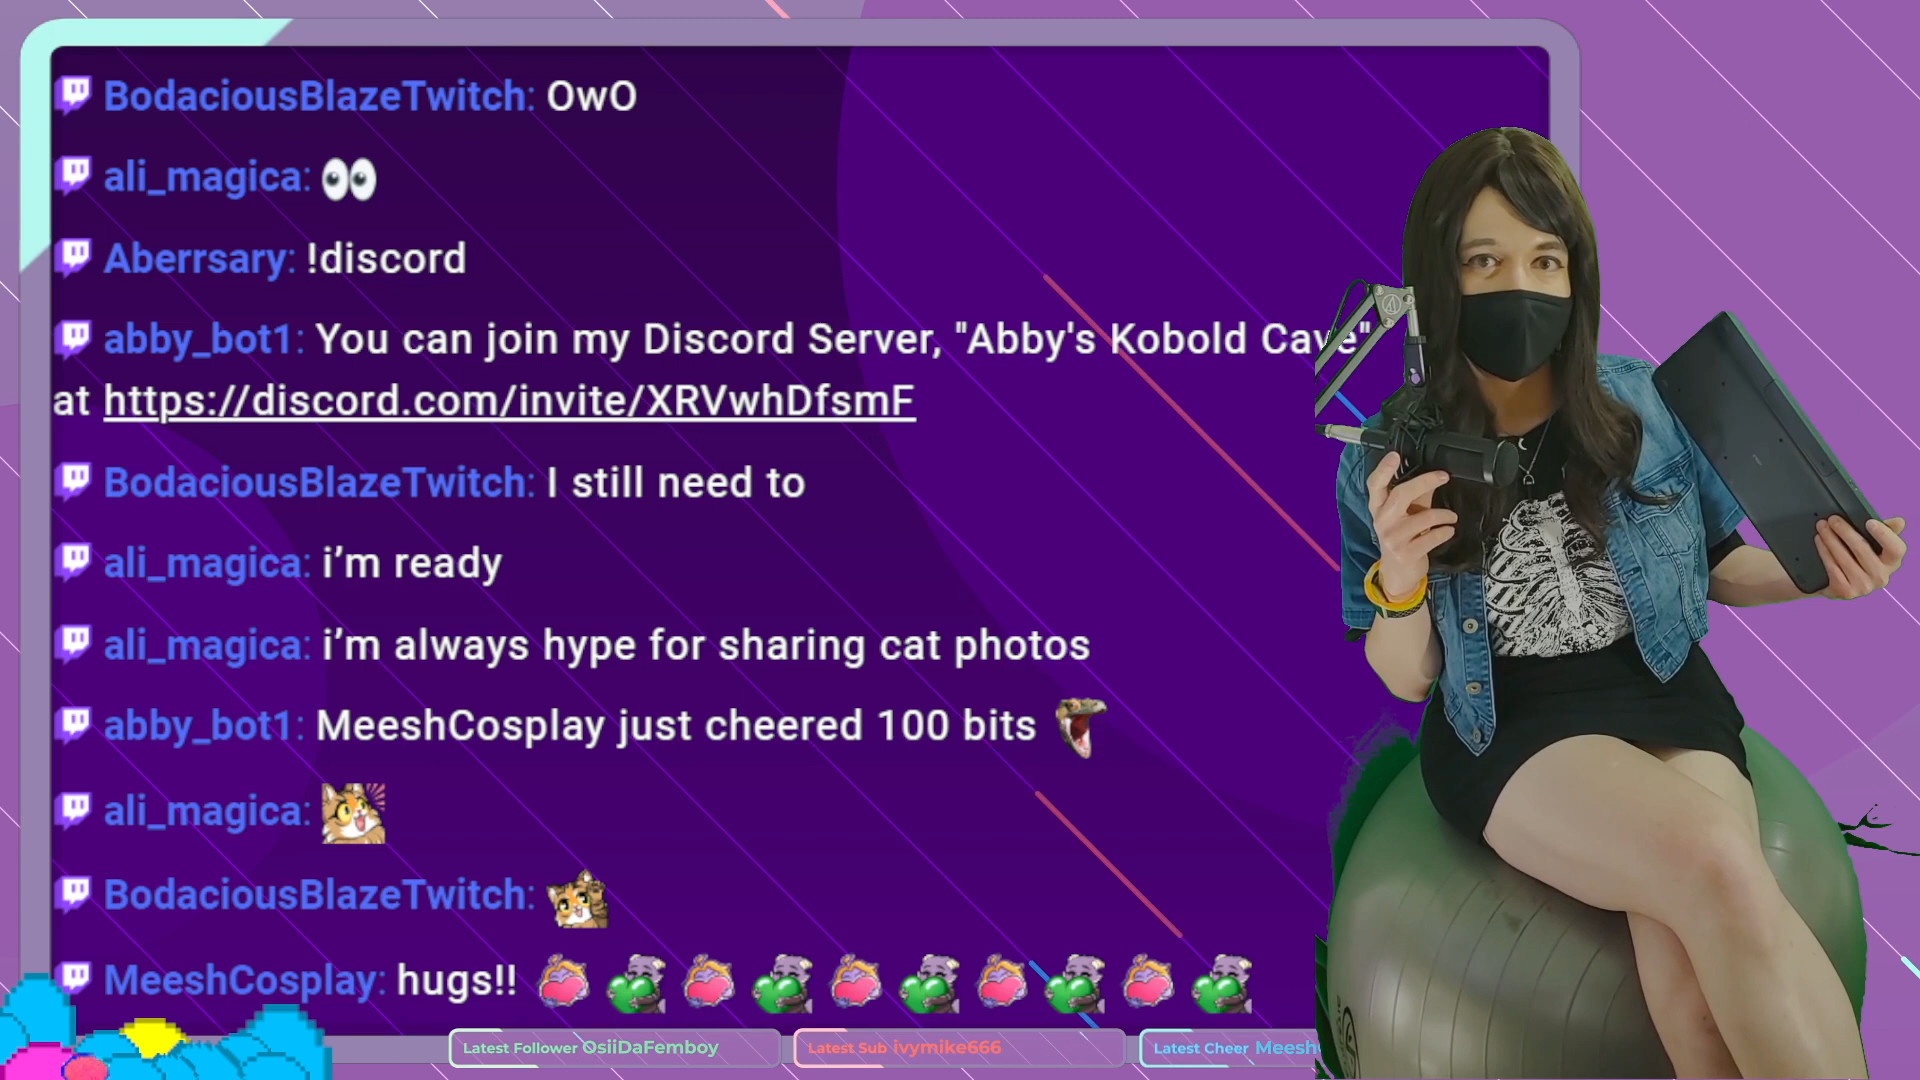 BodaciousBlazeTwitch: OwO
ali_magica: 👀
Aberrsary: !discord
abby_bot1: You can join my Discord Server, "Abby's Kobold Cave"
at https://discord.com/invite/XRVwhDfsmF
BodaciousBlazeTwitch: I still need to
ali_magica: i’m ready
ali_magica: i’m always hype for sharing cat photos
abby_bot1: MeeshCosplay just cheered 100 bits
ali_magica:
BodaciousBlazeTwitch:
MeeshCosplay: hugs!!
Latest Follower OsiiDaFemboy
Latest Sub ivymike666
Latest Cheer Meesh